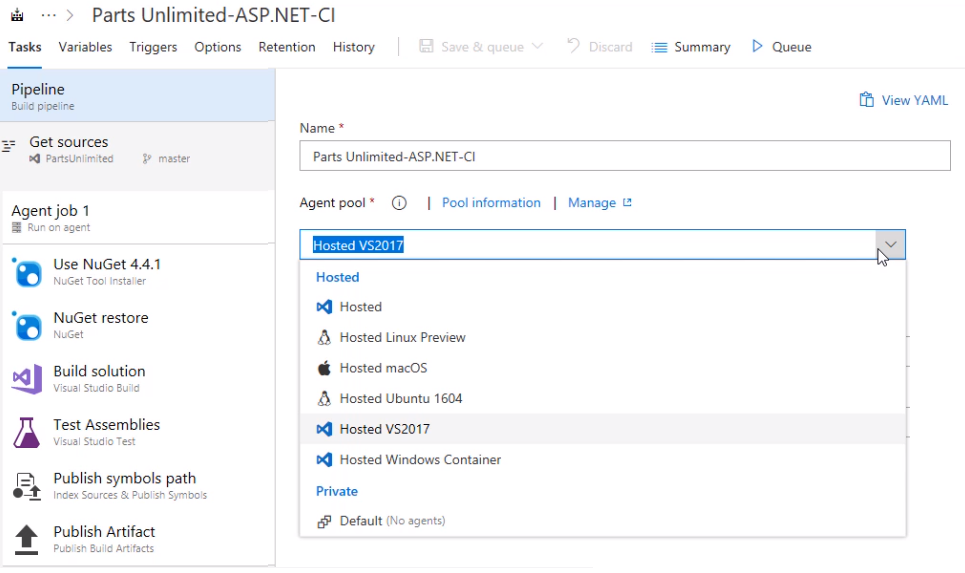 ··· > Parts Unlimited-ASP.NET-CI
Tasks Variables Triggers Options Retention History | Save & queue Discard Summary Queue
Pipeline
Build pipeline
Get sources
PartsUnlimited master
Agent job 1
Run on agent
Use NuGet 4.4.1
NuGet Tool Installer
NuGet restore
NuGet
Build solution
Visual Studio Build
Test Assemblies
Visual Studio Test
Publish symbols path
Index Sources & Publish Symbols
Publish Artifact
Publish Build Artifacts
View YAML
Name *
Parts Unlimited-ASP.NET-CI
Agent pool * | Pool information | Manage
Hosted VS2017
Hosted
Hosted
Hosted Linux Preview
Hosted macOS
Hosted Ubuntu 1604
Hosted VS2017
Hosted Windows Container
Private
Default (No agents)